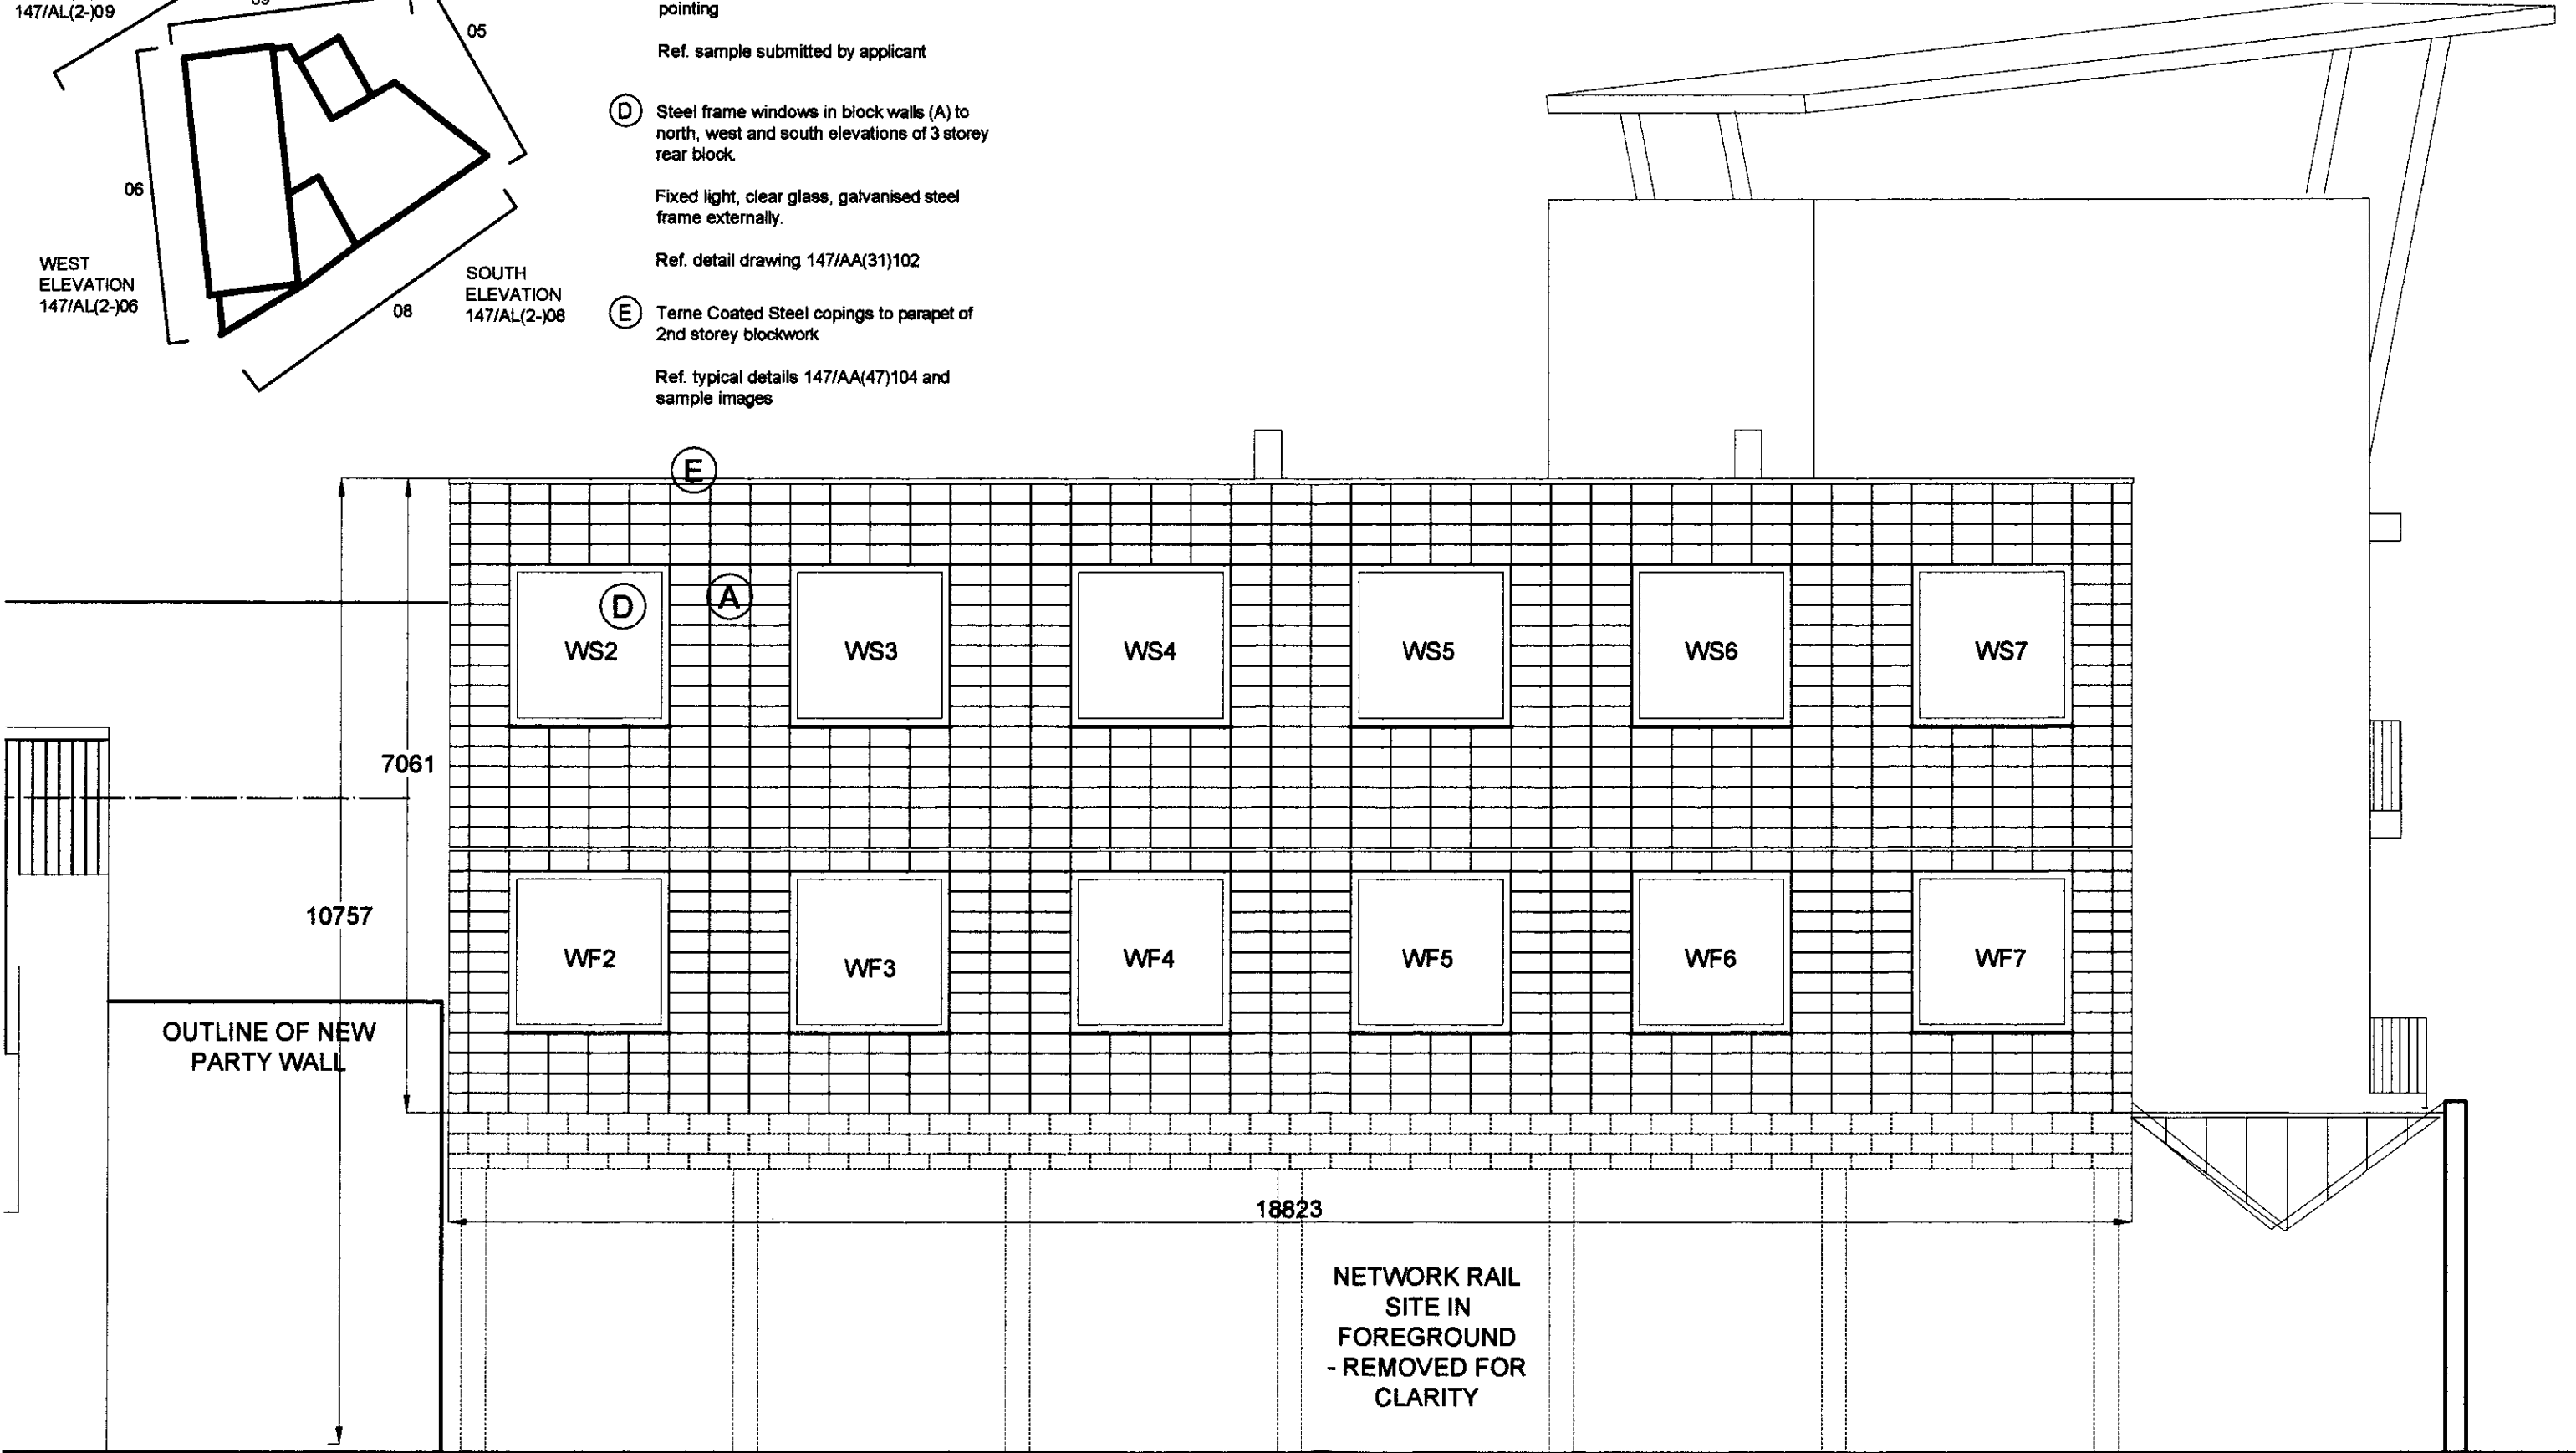 147/AL(2-)09
05
06
WEST
ELEVATION
147/AL(2-)06
08
SOUTH
ELEVATION
147/AL(2-)08
pointing
Ref. sample submitted by applicant
D Steel frame windows in block walls (A) to
north, west and south elevations of 3 storey
rear block.
Fixed light, clear glass, galvanised steel
frame externally.
Ref. detail drawing 147/AA(31)102
E Terne Coated Steel copings to parapet of
2nd storey blockwork
Ref. typical details 147/AA(47)104 and
sample images
E
D
A
WS2
WS3
WS4
WS5
WS6
WS7
7061
10757
WF2
WF3
WF4
WF5
WF6
WF7
OUTLINE OF NEW
PARTY WALL
18823
NETWORK RAIL
SITE IN
FOREGROUND
- REMOVED FOR
CLARITY